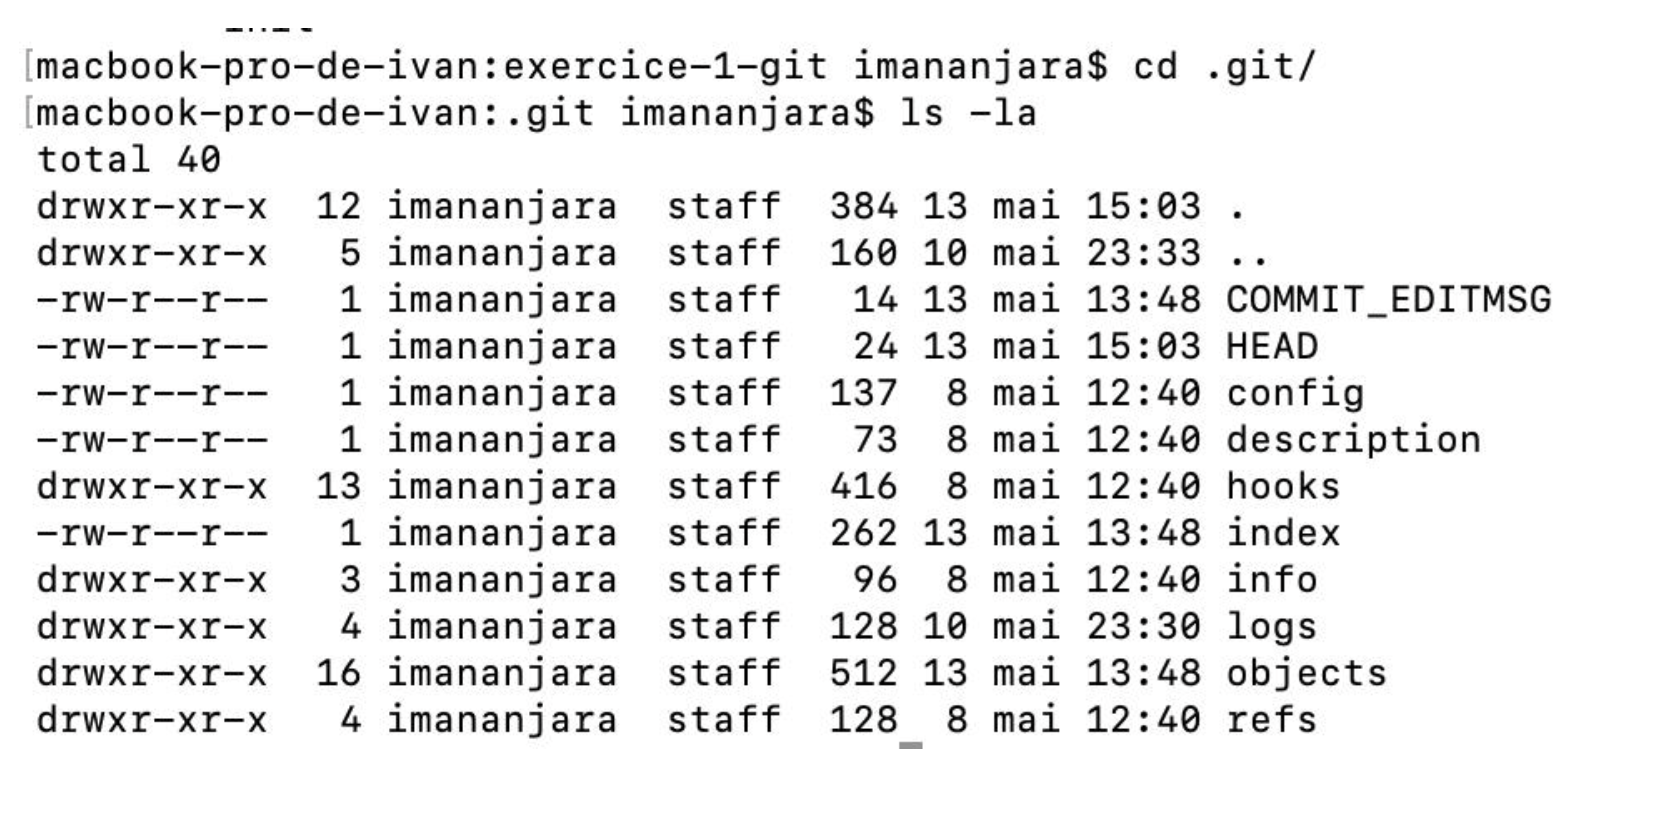 [macbook-pro-de-ivan:exercice-1-git imananjara$ cd .git/
[macbook-pro-de-ivan:.git imananjara$ ls -la
total 40
drwxr-xr-x  12 imananjara  staff  384 13 mai 15:03 .
drwxr-xr-x   5 imananjara  staff  160 10 mai 23:33 ..
-rw-r--r--   1 imananjara  staff   14 13 mai 13:48 COMMIT_EDITMSG
-rw-r--r--   1 imananjara  staff   24 13 mai 15:03 HEAD
-rw-r--r--   1 imananjara  staff  137  8 mai 12:40 config
-rw-r--r--   1 imananjara  staff   73  8 mai 12:40 description
drwxr-xr-x  13 imananjara  staff  416  8 mai 12:40 hooks
-rw-r--r--   1 imananjara  staff  262 13 mai 13:48 index
drwxr-xr-x   3 imananjara  staff   96  8 mai 12:40 info
drwxr-xr-x   4 imananjara  staff  128 10 mai 23:30 logs
drwxr-xr-x  16 imananjara  staff  512 13 mai 13:48 objects
drwxr-xr-x   4 imananjara  staff  128  8 mai 12:40 refs